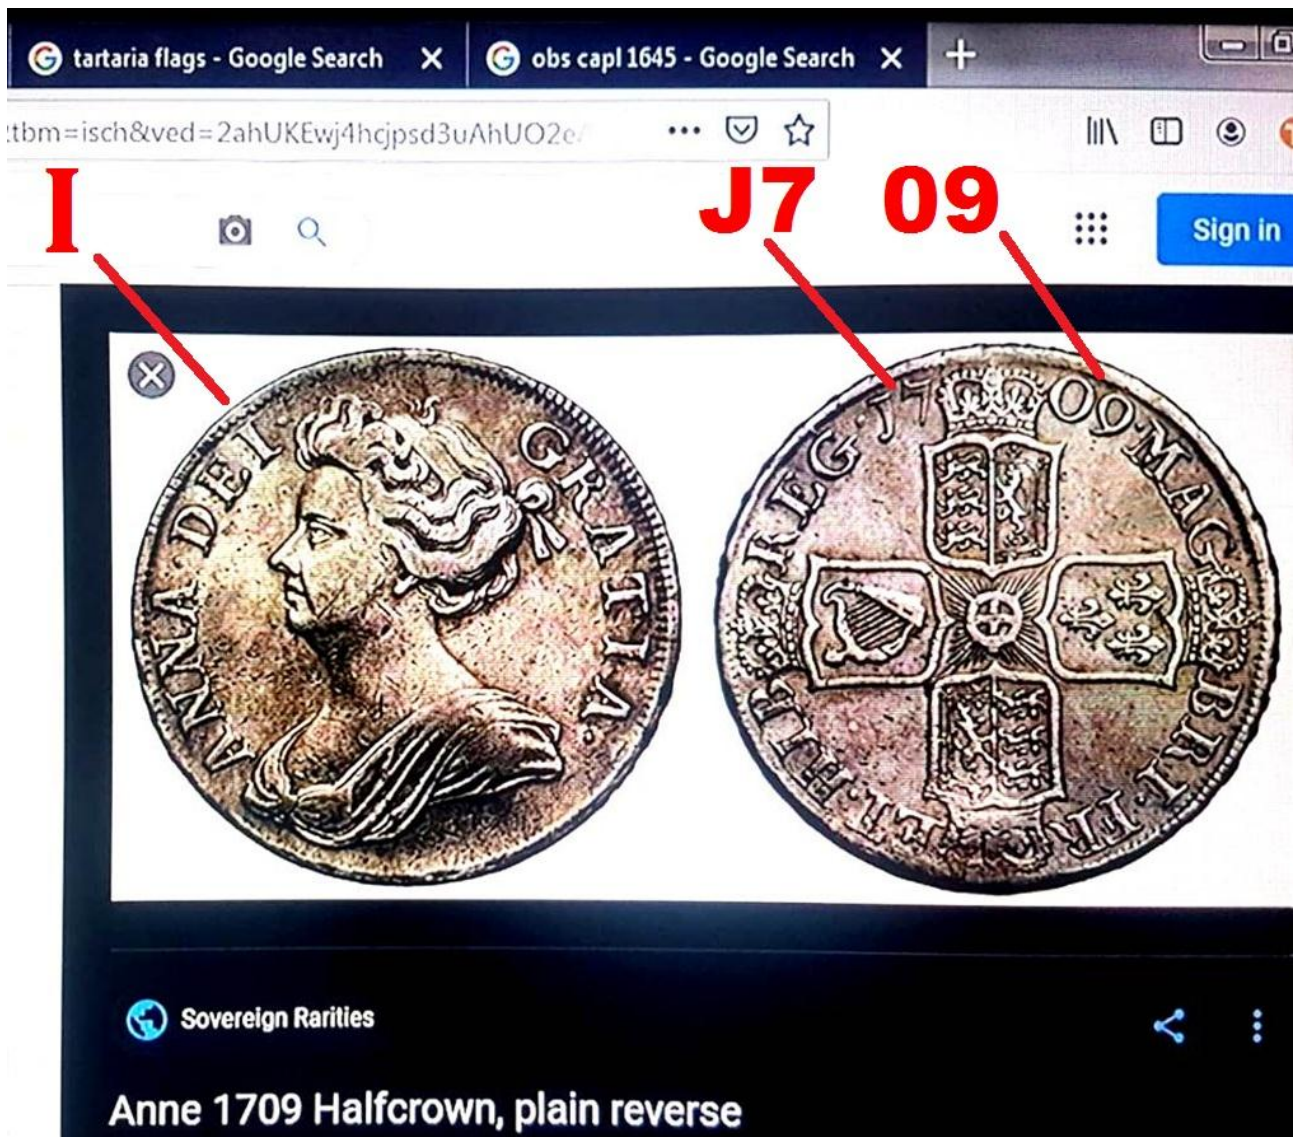 tartaria flags - Google Search
obs capl 1645 - Google Search
:tbm=isch&ved=2ahUKEwj4hcjpsd3uAhUO2e
I
J7 09
Sign in
ANNA DEI· GRATIA·
REG· J7 09·MAG BRI·FR ET·HIB
Sovereign Rarities
Anne 1709 Halfcrown, plain reverse